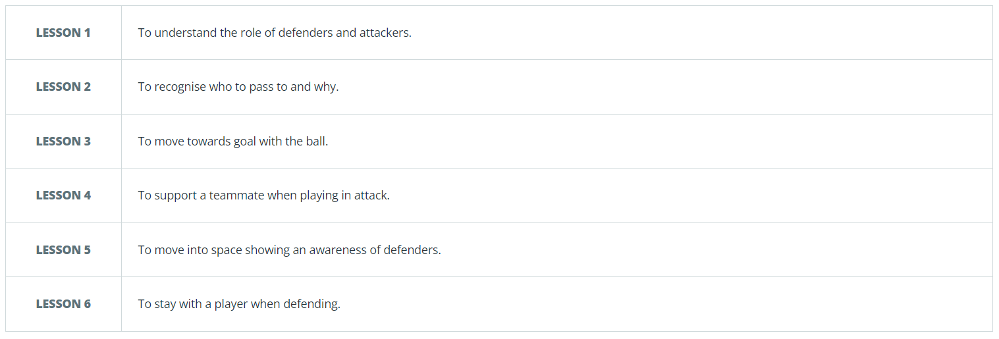 LESSON 1 To understand the role of defenders and attackers.
LESSON 2 To recognise who to pass to and why.
LESSON 3 To move towards goal with the ball.
LESSON 4 To support a teammate when playing in attack.
LESSON 5 To move into space showing an awareness of defenders.
LESSON 6 To stay with a player when defending.